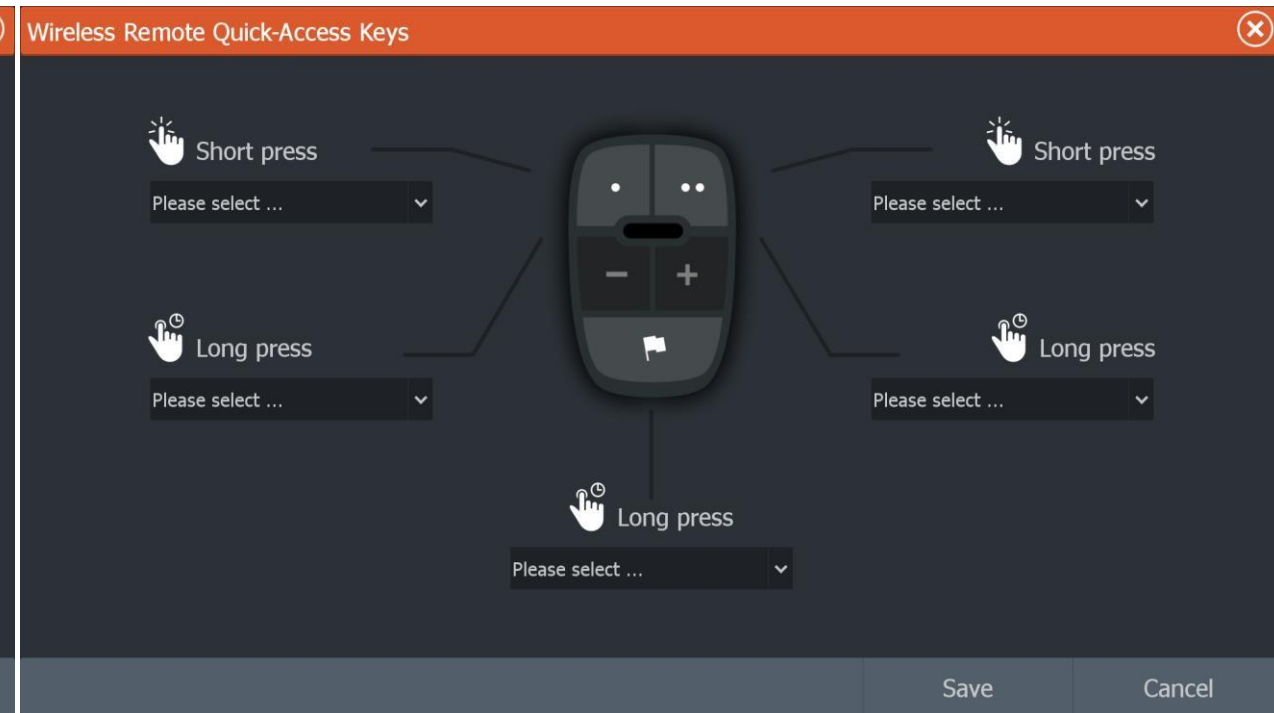 Wireless Remote Quick-Access Keys
Short press
Short press
Please select ...
Please select ...
Long press
Long press
Please select ...
Please select ...
Long press
Please select ...
Save
Cancel